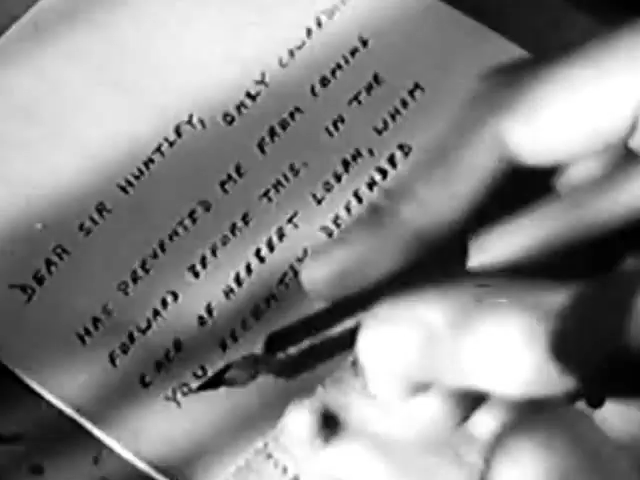 DEAR SIR HUNTLEY, ONLY COWARDICE
HAS PREVENTED ME FROM COMING
FORWARD BEFORE THIS. IN THE
CASE OF HERBERT LOGAN, WHOM
YOU RECENTLY DEFENDED